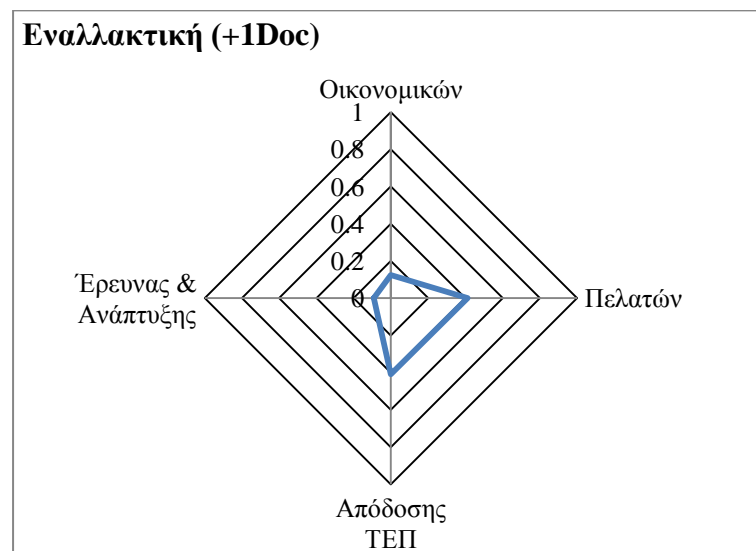 Εναλλακτική (+1Doc)
Οικονομικών
1
0.8
0.6
0.4
0.2
0
Έρευνας &
Ανάπτυξης
Πελατών
Απόδοσης
ΤΕΠ